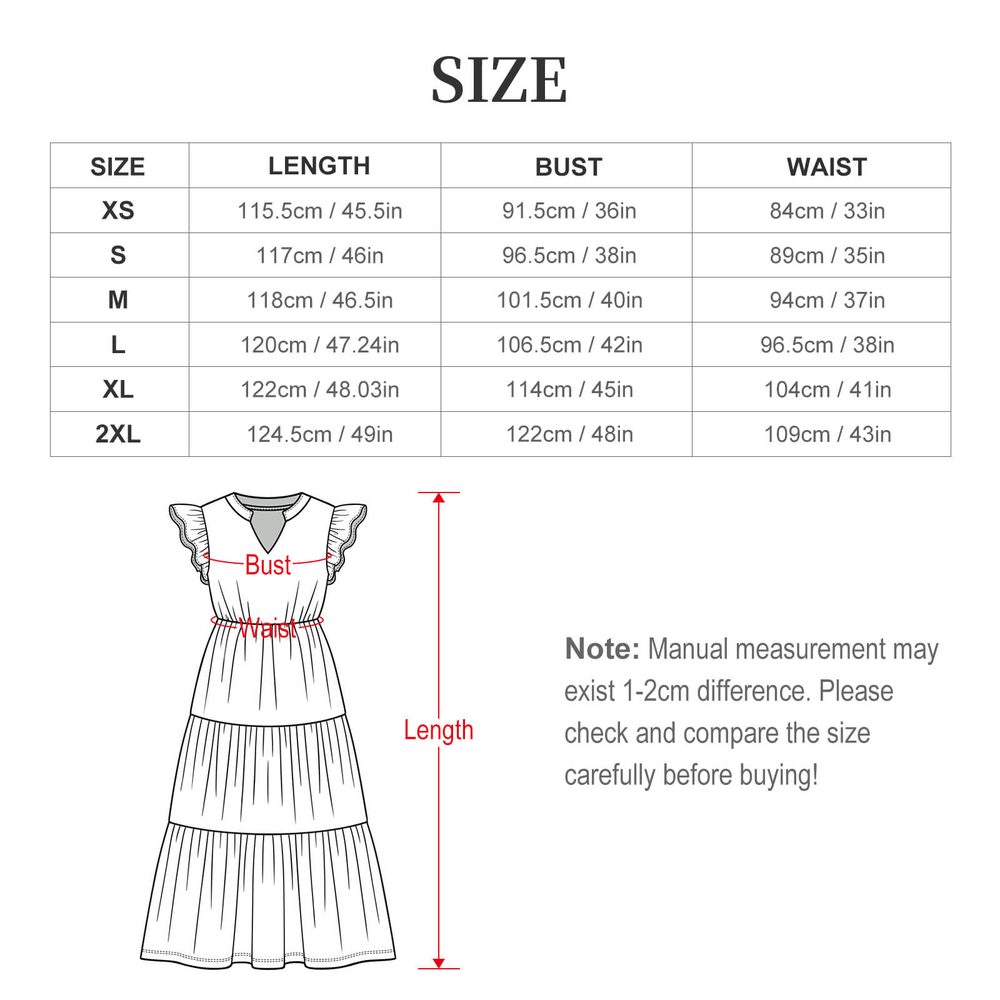 SIZE
SIZE LENGTH BUST WAIST
XS 115.5cm / 45.5in 91.5cm / 36in 84cm / 33in
S 117cm / 46in 96.5cm / 38in 89cm / 35in
M 118cm / 46.5in 101.5cm / 40in 94cm / 37in
L 120cm / 47.24in 106.5cm / 42in 96.5cm / 38in
XL 122cm / 48.03in 114cm / 45in 104cm / 41in
2XL 124.5cm / 49in 122cm / 48in 109cm / 43in
Bust
Waist
Length
Note: Manual measurement may
exist 1-2cm difference. Please
check and compare the size
carefully before buying!